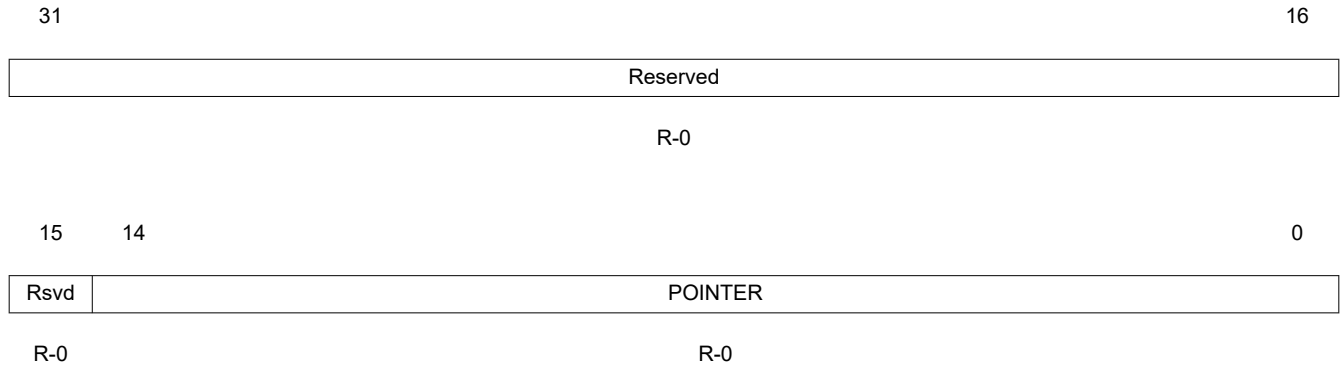 31 16
Reserved
R-0
15 14 0
Rsvd POINTER
R-0 R-0